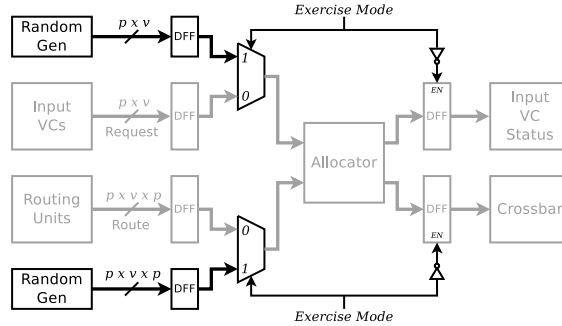 Exercise Mode
Random
Gen
p x v
DFF
1
0
Input
VCs
p x v
Request
DFF
EN
DFF
Input
VC
Status
Allocator
Routing
Units
p x v x p
Route
DFF
0
1
DFF
EN
Crossbar
Random
Gen
p x v x p
DFF
Exercise Mode